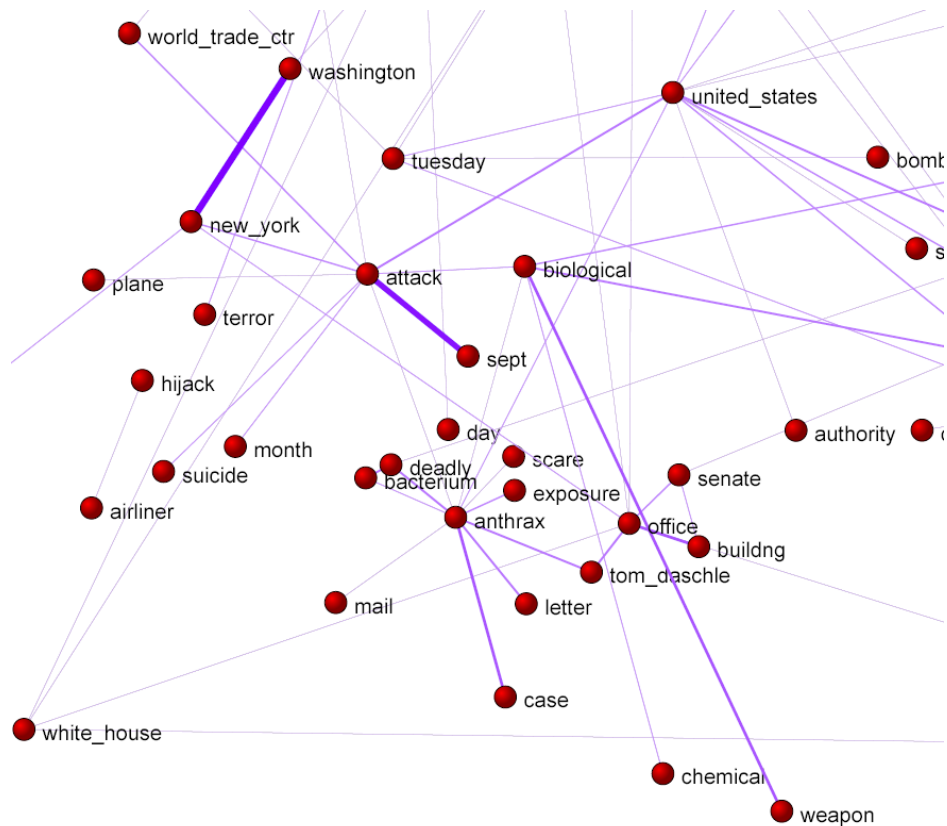 world_trade_ctr
washington
united_states
tuesday
bomb
new_york
s
attack
biological
plane
terror
sept
hijack
day
authority
month
scare
deadly
suicide
senate
bacterium
exposure
airliner
anthrax
office
buildng
tom_daschle
mail
letter
case
white_house
chemical
weapon